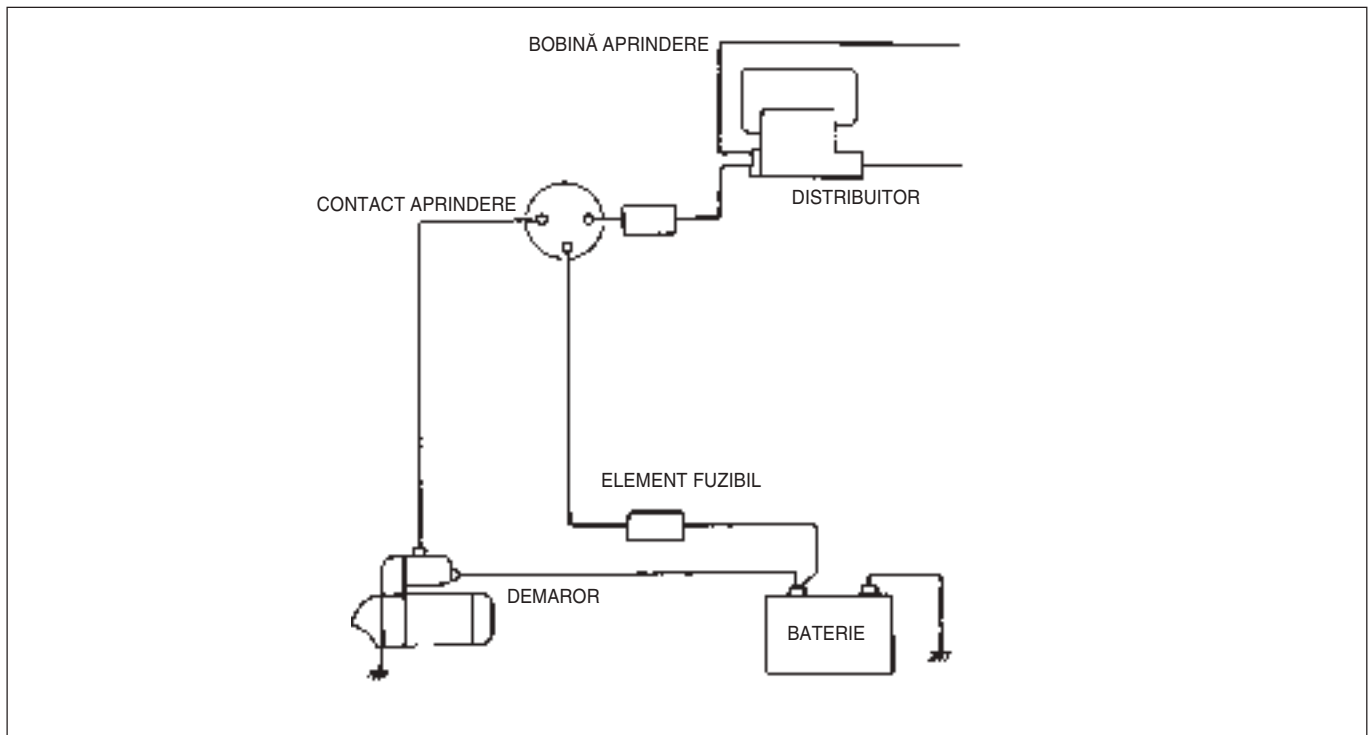 BOBINĂ APRINDERE
DISTRIBUITOR
CONTACT APRINDERE
ELEMENT FUZIBIL
DEMAROR
BATERIE